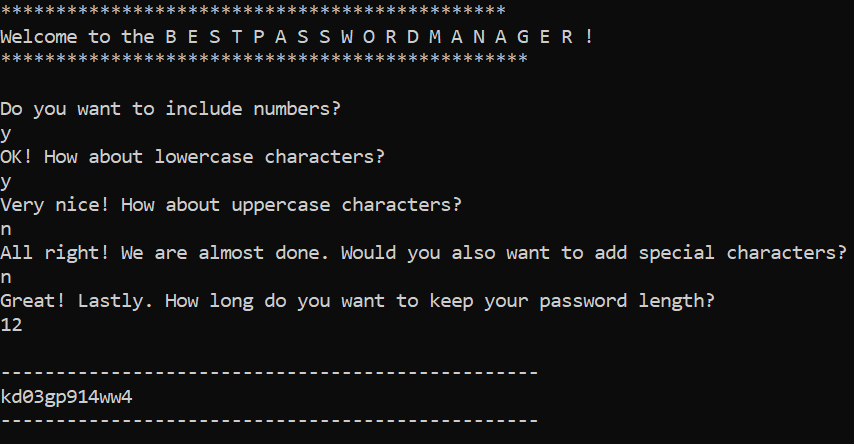 **********************************************
Welcome to the B E S T P A S S W O R D M A N A G E R !
************************************************

Do you want to include numbers?
y
OK! How about lowercase characters?
y
Very nice! How about uppercase characters?
n
All right! We are almost done. Would you also want to add special characters?
n
Great! Lastly. How long do you want to keep your password length?
12

-------------------------------------------------
kd03gp914ww4
-------------------------------------------------